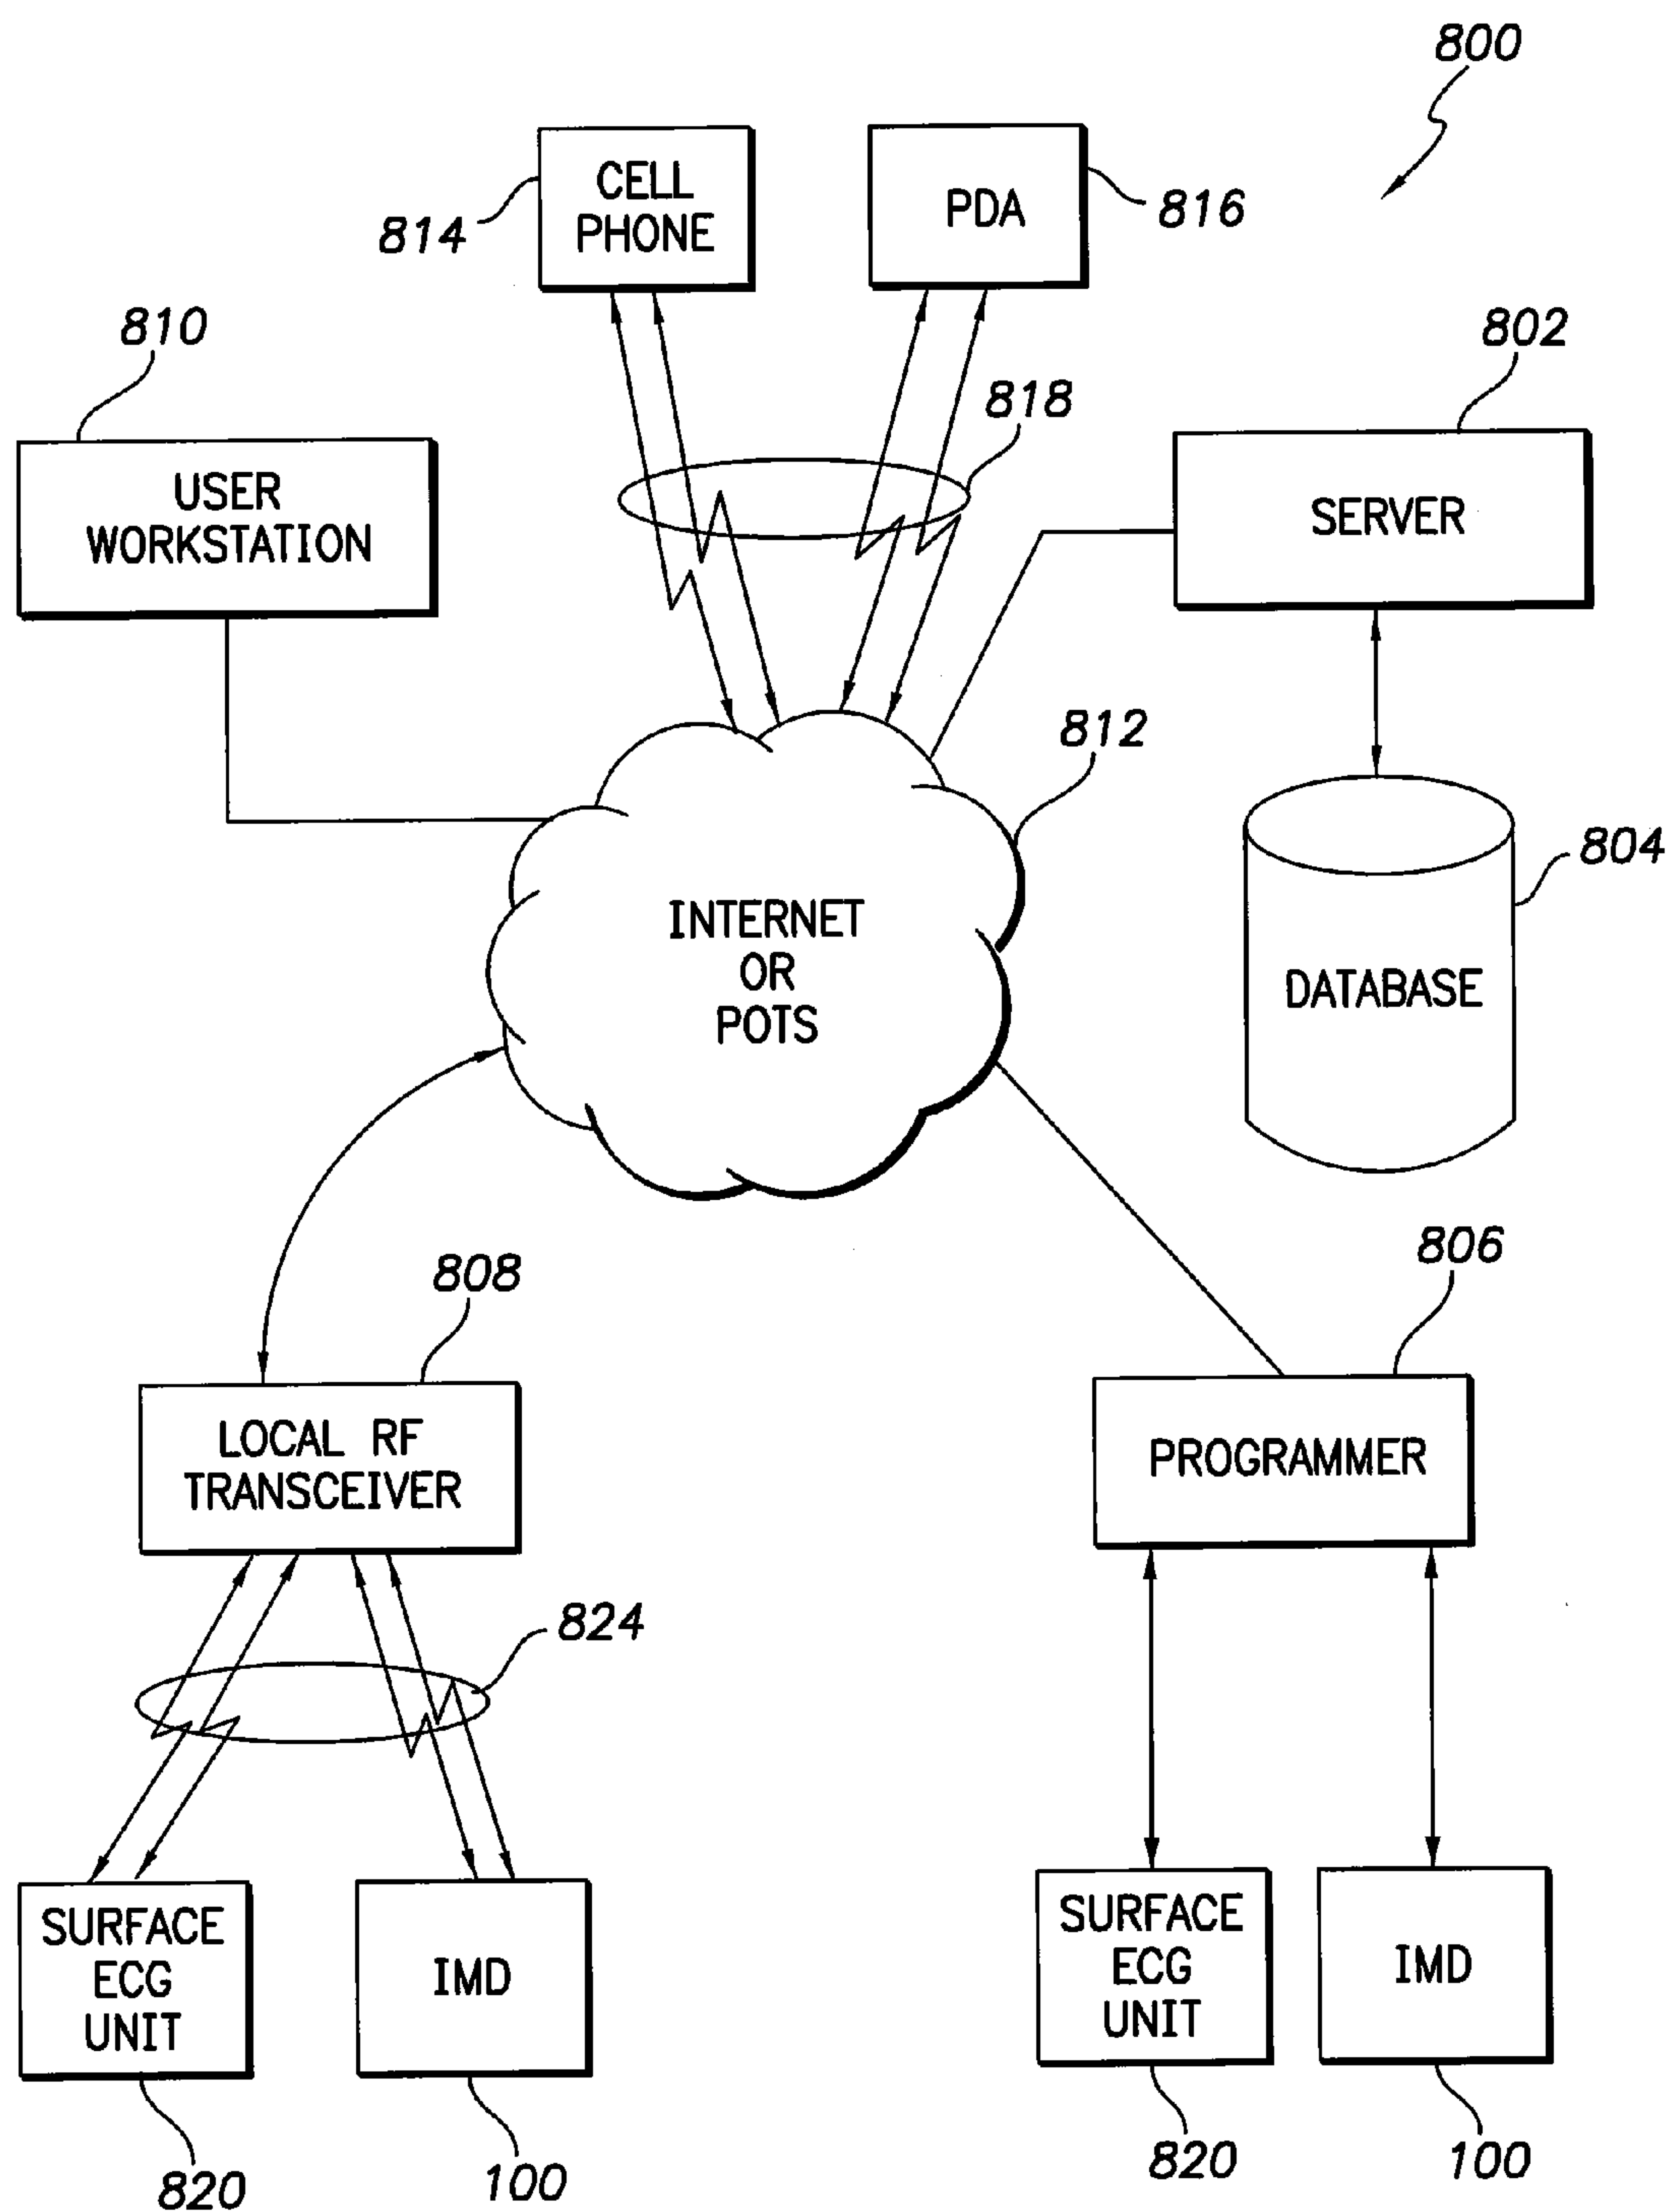 800
CELL
PHONE
814
PDA
816
810
802
818
USER
WORKSTATION
SERVER
812
804
INTERNET
OR
POTS
DATABASE
808
806
LOCAL RF
TRANSCEIVER
PROGRAMMER
824
SURFACE
ECG
UNIT
IMD
SURFACE
ECG
UNIT
IMD
820
100
820
100